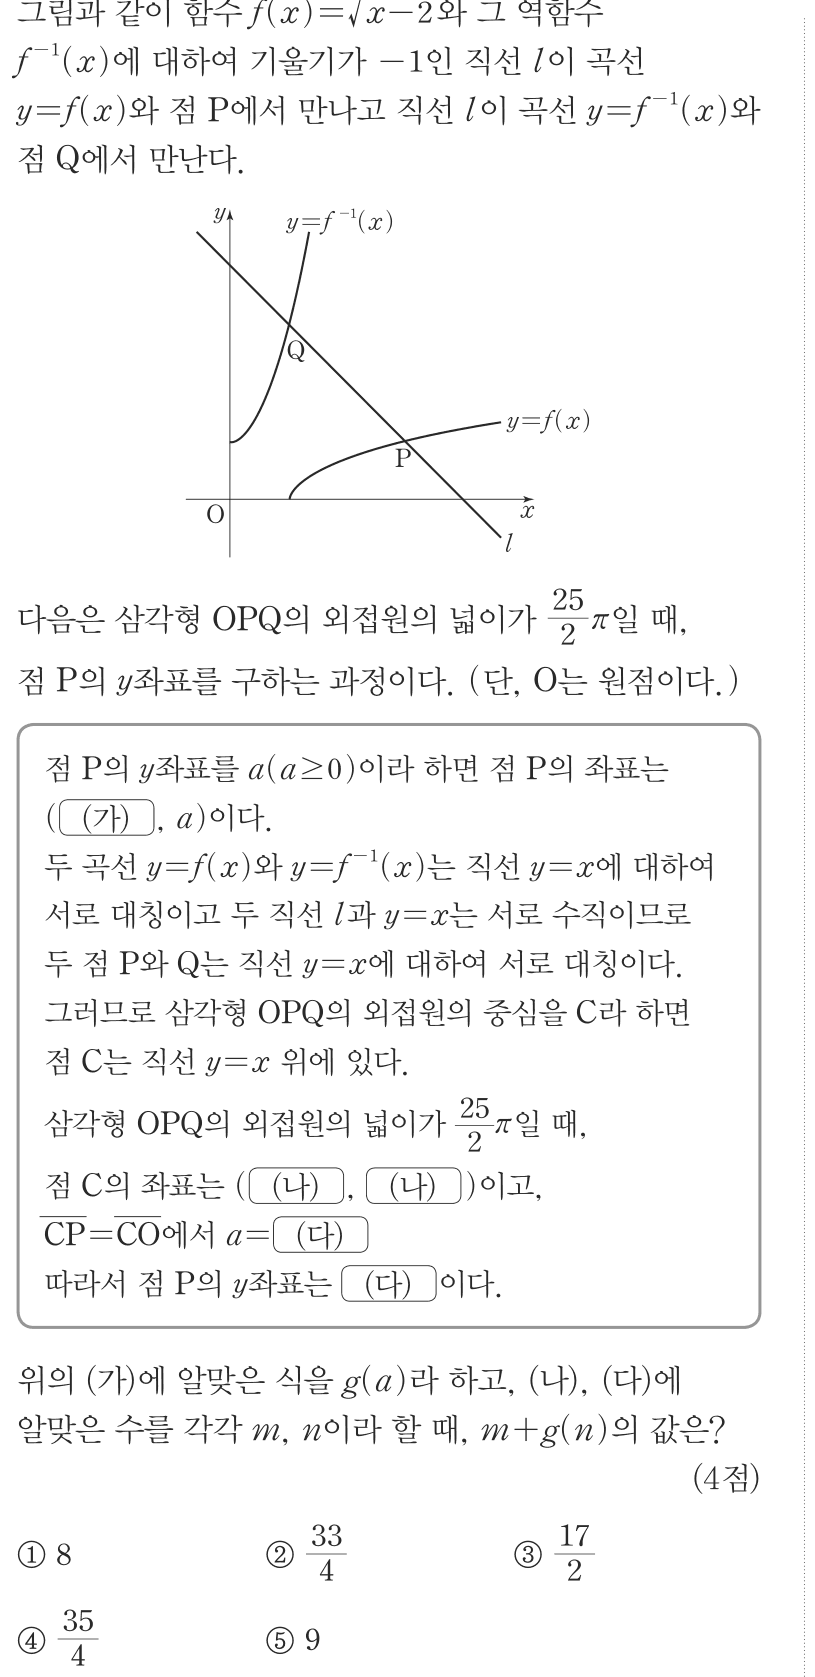 그림과 같이 함수 f(x)=√x-2와 그 역함수
f⁻¹(x)에 대하여 기울기가 -1인 직선 l이 곡선
y=f(x)와 점 P에서 만나고 직선 l이 곡선 y=f⁻¹(x)와
점 Q에서 만난다.
y
y=f⁻¹(x)
Q
y=f(x)
P
O
x
l
다음은 삼각형 OPQ의 외접원의 넓이가 25/2 π일 때,
점 P의 y좌표를 구하는 과정이다. (단, O는 원점이다.)
점 P의 y좌표를 a(a≥0)이라 하면 점 P의 좌표는
( (가) , a)이다.
두 곡선 y=f(x)와 y=f⁻¹(x)는 직선 y=x에 대하여
서로 대칭이고 두 직선 l과 y=x는 서로 수직이므로
두 점 P와 Q는 직선 y=x에 대하여 서로 대칭이다.
그러므로 삼각형 OPQ의 외접원의 중심을 C라 하면
점 C는 직선 y=x 위에 있다.
삼각형 OPQ의 외접원의 넓이가 25/2 π일 때,
점 C의 좌표는 ( (나) , (나) )이고,
C̅P̅=C̅O̅에서 a= (다)
따라서 점 P의 y좌표는 (다) 이다.
위의 (가)에 알맞은 식을 g(a)라 하고, (나), (다)에
알맞은 수를 각각 m, n이라 할 때, m+g(n)의 값은?
(4점)
① 8 ② 33/4 ③ 17/2
④ 35/4 ⑤ 9